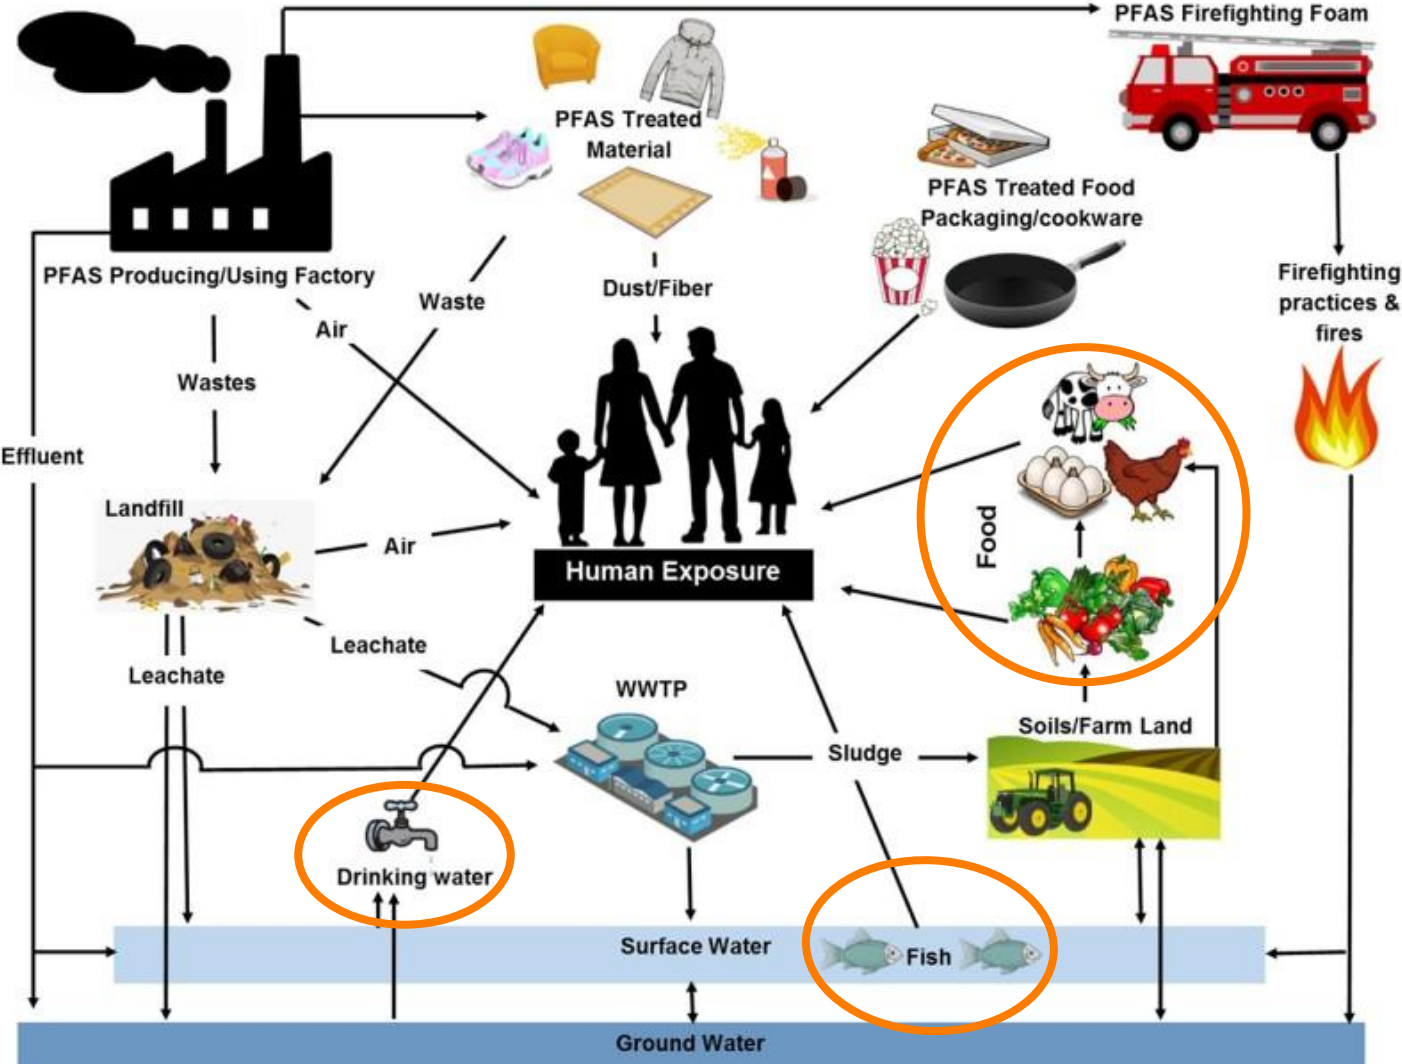 PFAS Firefighting Foam
PFAS Treated
Material
PFAS Treated Food
Packaging/cookware
PFAS Producing/Using Factory
Firefighting
practices &
fires
Dust/Fiber
Waste
Air
Wastes
Effluent
Landfill
Air
Food
Human Exposure
Leachate
Leachate
WWTP
Soils/Farm Land
Sludge
Drinking water
Surface Water
Fish
Ground Water